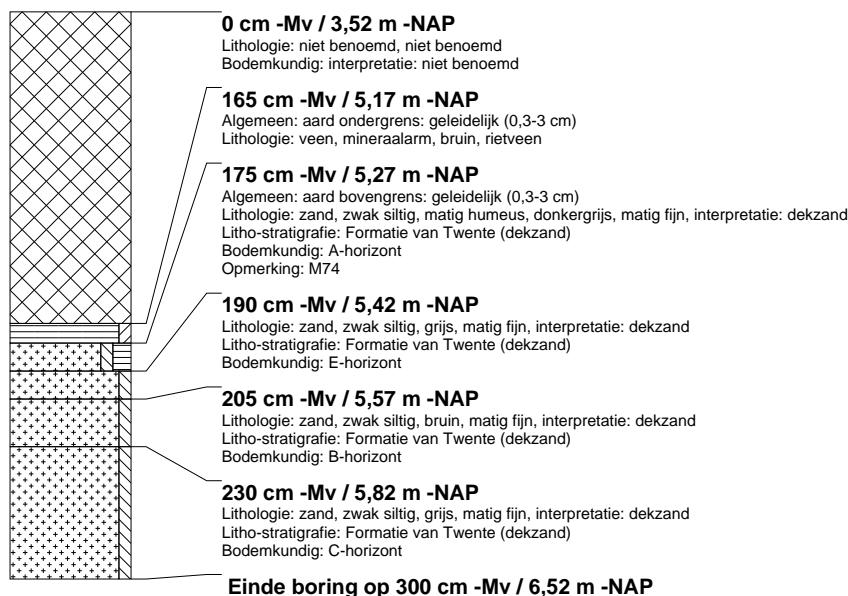 0 cm -Mv / 3,52 m -NAP
Lithologie: niet benoemd, niet benoemd
Bodemkundig: interpretatie: niet benoemd
165 cm -Mv / 5,17 m -NAP
Algemeen: aard ondergrens: geleidelijk (0,3-3 cm)
Lithologie: veen, mineraalarm, bruin, rietveen
175 cm -Mv / 5,27 m -NAP
Algemeen: aard bovengrens: geleidelijk (0,3-3 cm)
Lithologie: zand, zwak siltig, matig humeus, donkergrijs, matig fijn, interpretatie: dekzand
Litho-stratigrafie: Formatie van Twente (dekzand)
Bodemkundig: A-horizont
Opmerking: M74
190 cm -Mv / 5,42 m -NAP
Lithologie: zand, zwak siltig, grijs, matig fijn, interpretatie: dekzand
Litho-stratigrafie: Formatie van Twente (dekzand)
Bodemkundig: E-horizont
205 cm -Mv / 5,57 m -NAP
Lithologie: zand, zwak siltig, bruin, matig fijn, interpretatie: dekzand
Litho-stratigrafie: Formatie van Twente (dekzand)
Bodemkundig: B-horizont
230 cm -Mv / 5,82 m -NAP
Lithologie: zand, zwak siltig, grijs, matig fijn, interpretatie: dekzand
Litho-stratigrafie: Formatie van Twente (dekzand)
Bodemkundig: C-horizont
Einde boring op 300 cm -Mv / 6,52 m -NAP